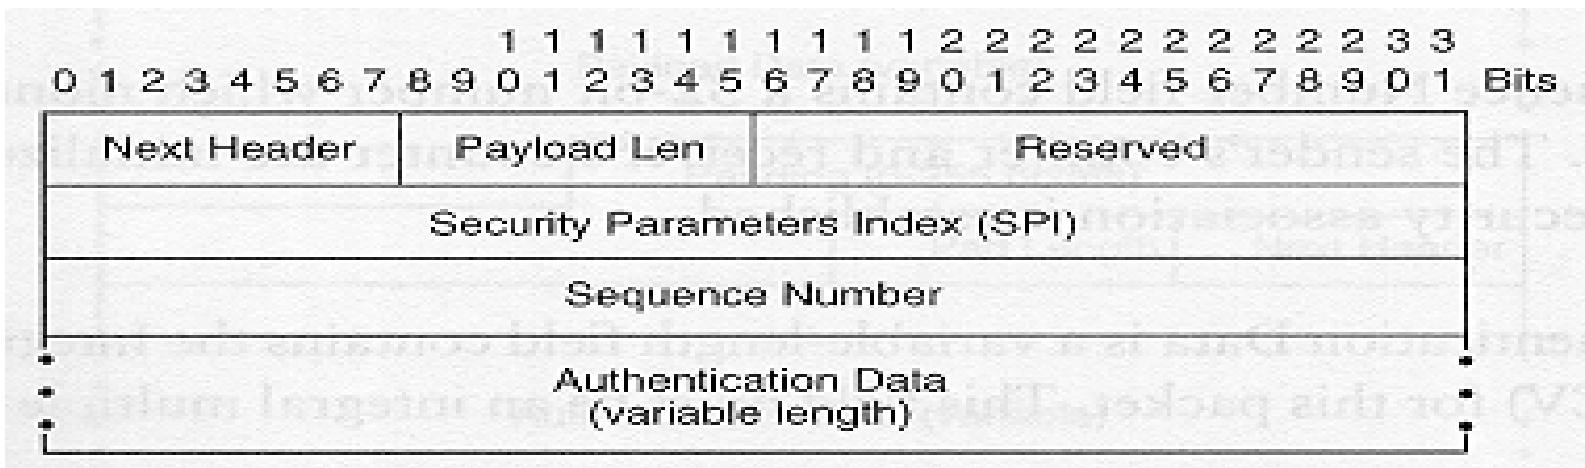 1 1 1 1 1 1 1 1 1 1 2 2 2 2 2 2 2 2 2 2 3 3
0 1 2 3 4 5 6 7 8 9 0 1 2 3 4 5 6 7 8 9 0 1 2 3 4 5 6 7 8 9 0 1 Bits
Next Header Payload Len Reserved
Security Parameters Index (SPI)
Sequence Number
Authentication Data
(variable length)